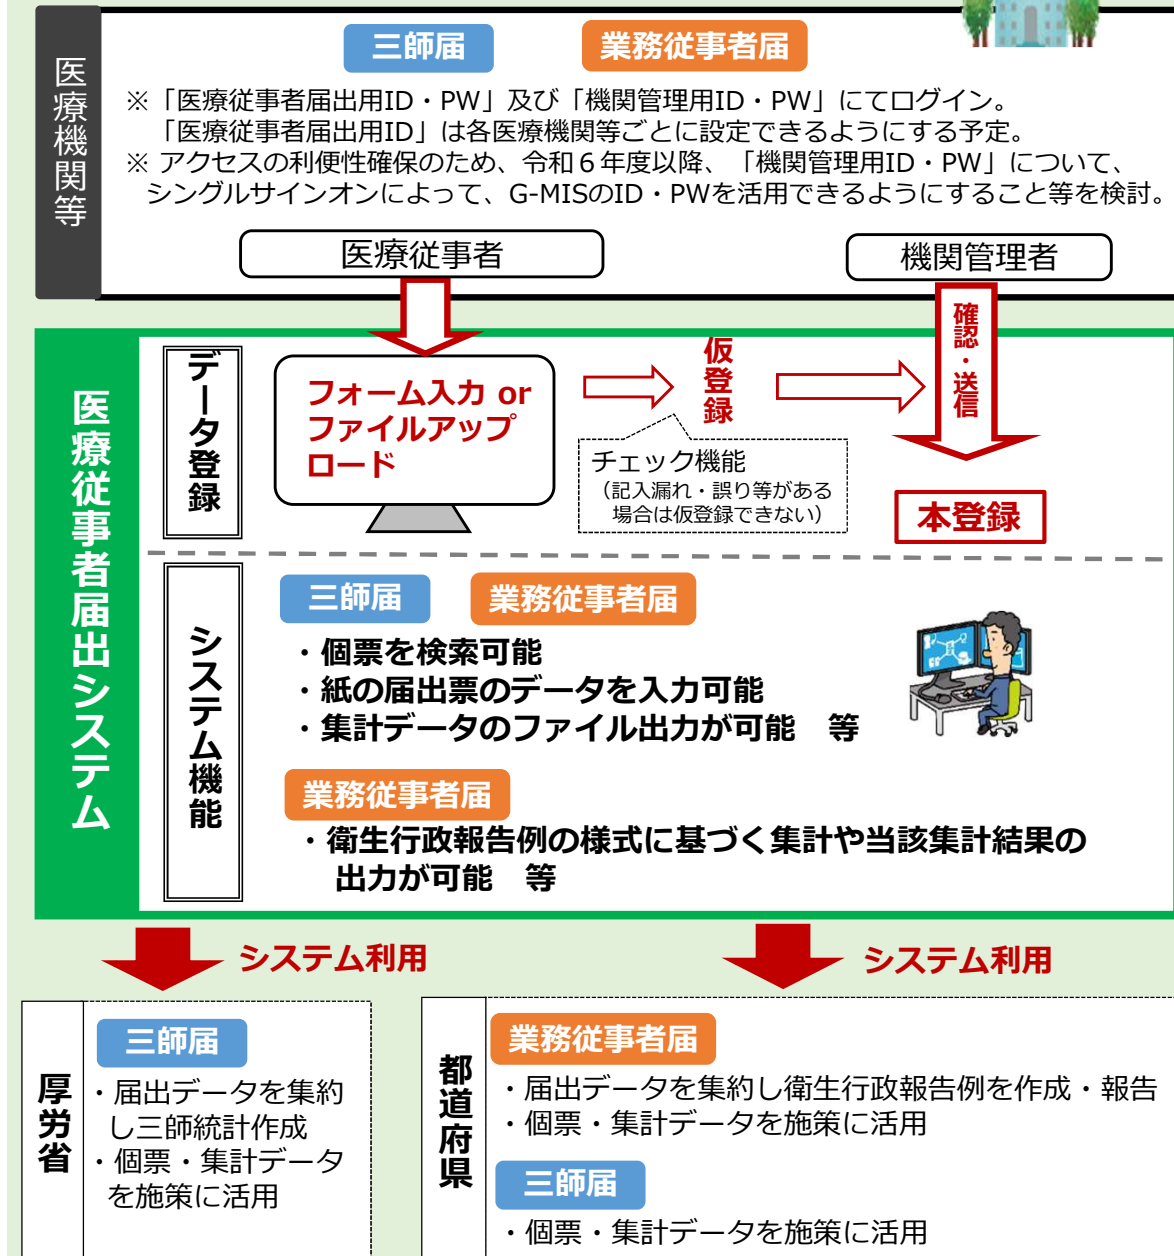 医療機関等
三師届
業務従事者届
※「医療従事者届出用ID・PW」及び「機関管理用ID・PW」にてログイン。
「医療従事者届出用ID」は各医療機関等ごとに設定できるようにする予定。
※ アクセスの利便性確保のため、令和６年度以降、「機関管理用ID・PW」について、
シングルサインオンによって、G-MISのID・PWを活用できるようにすること等を検討。
医療従事者
機関管理者
医療従事者届出システム
データ登録
フォーム入力 or
ファイルアップ
ロード
仮登録
確認・送信
チェック機能
（記入漏れ・誤り等がある
場合は仮登録できない）
本登録
システム機能
三師届
業務従事者届
・個票を検索可能
・紙の届出票のデータを入力可能
・集計データのファイル出力が可能　等
業務従事者届
・衛生行政報告例の様式に基づく集計や当該集計結果の
出力が可能　等
システム利用
システム利用
厚労省
三師届
・届出データを集約
し三師統計作成
・個票・集計データ
を施策に活用
都道府県
業務従事者届
・届出データを集約し衛生行政報告例を作成・報告
・個票・集計データを施策に活用
三師届
・個票・集計データを施策に活用